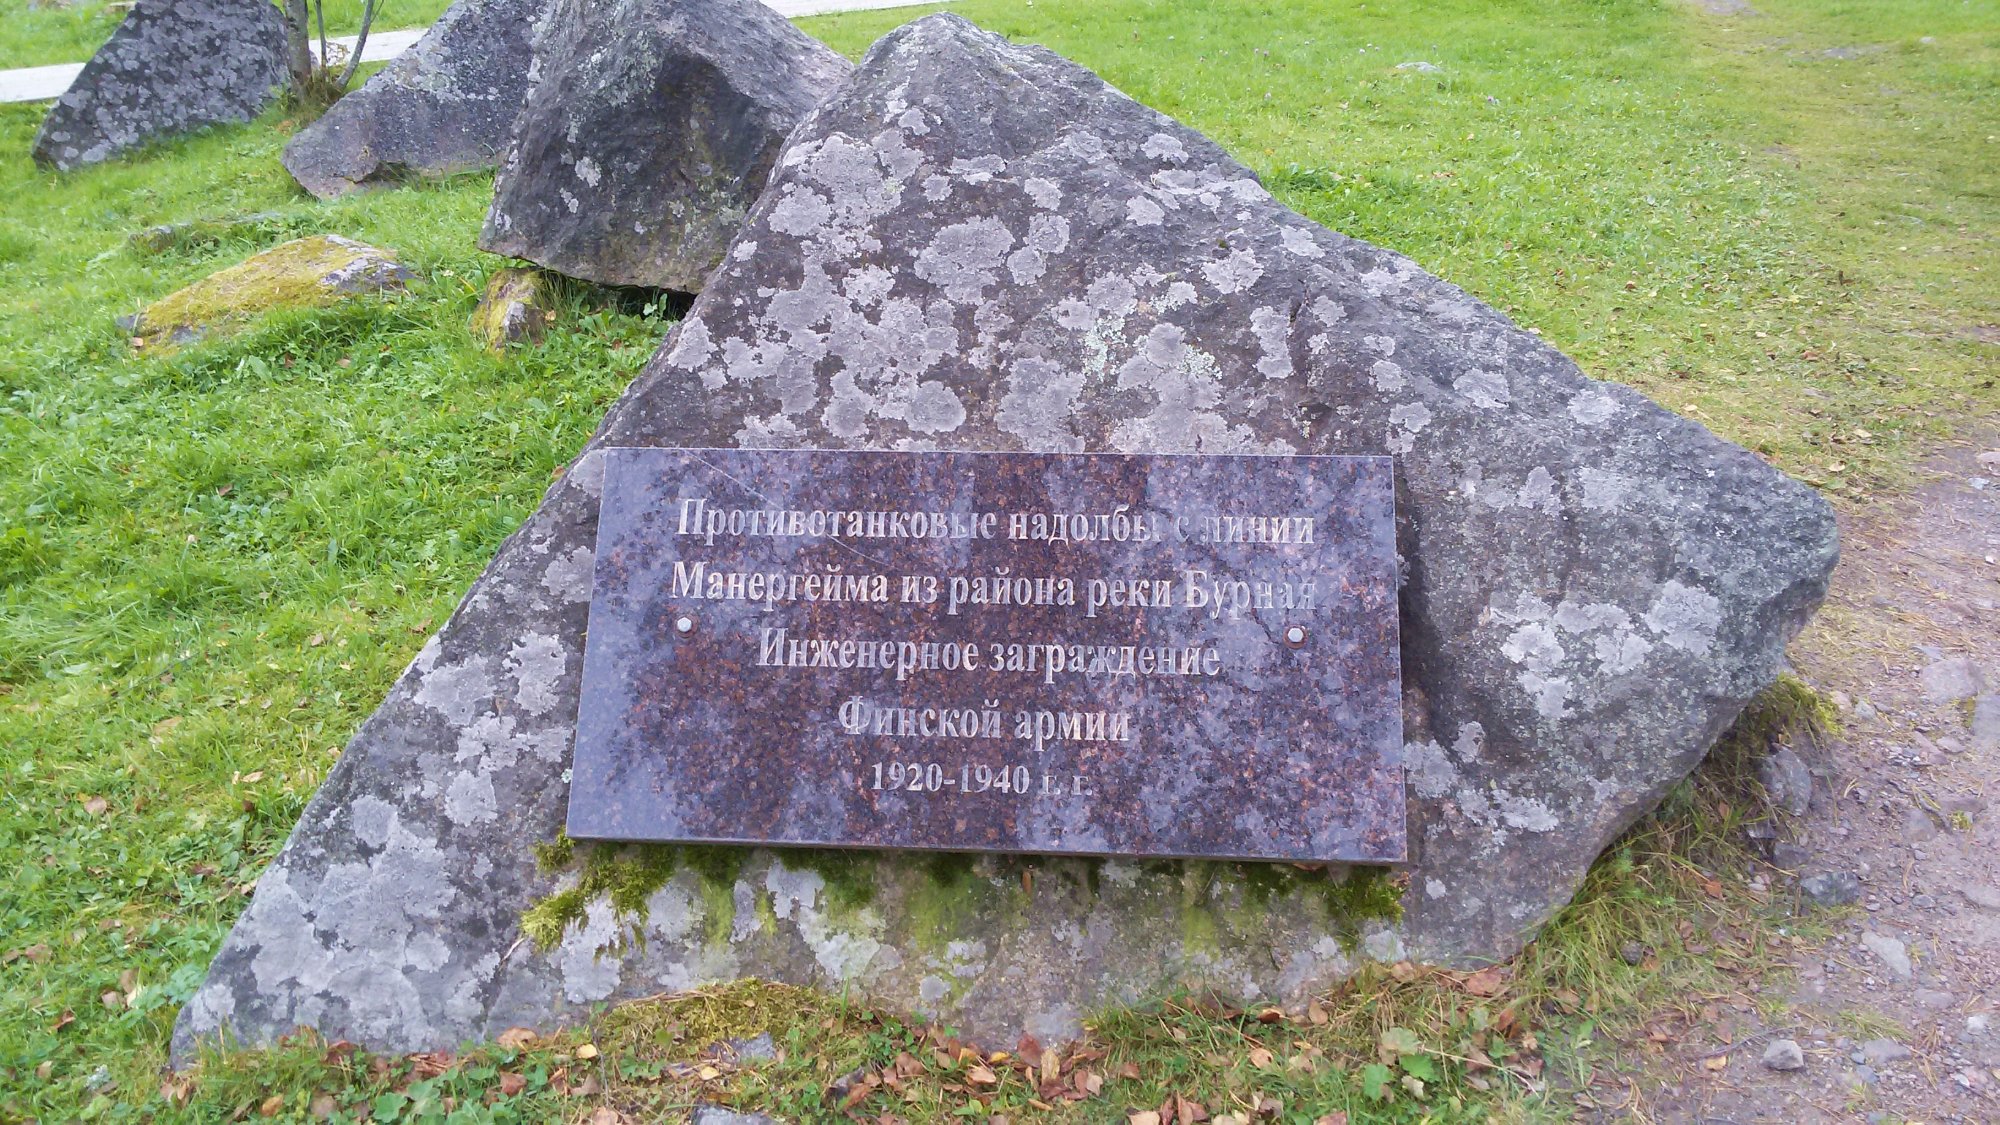 Противотанковые надолбы с линии
Манергейма из района реки Бурная
Инженерное заграждение
Финской армии
1920-1940 г. г.